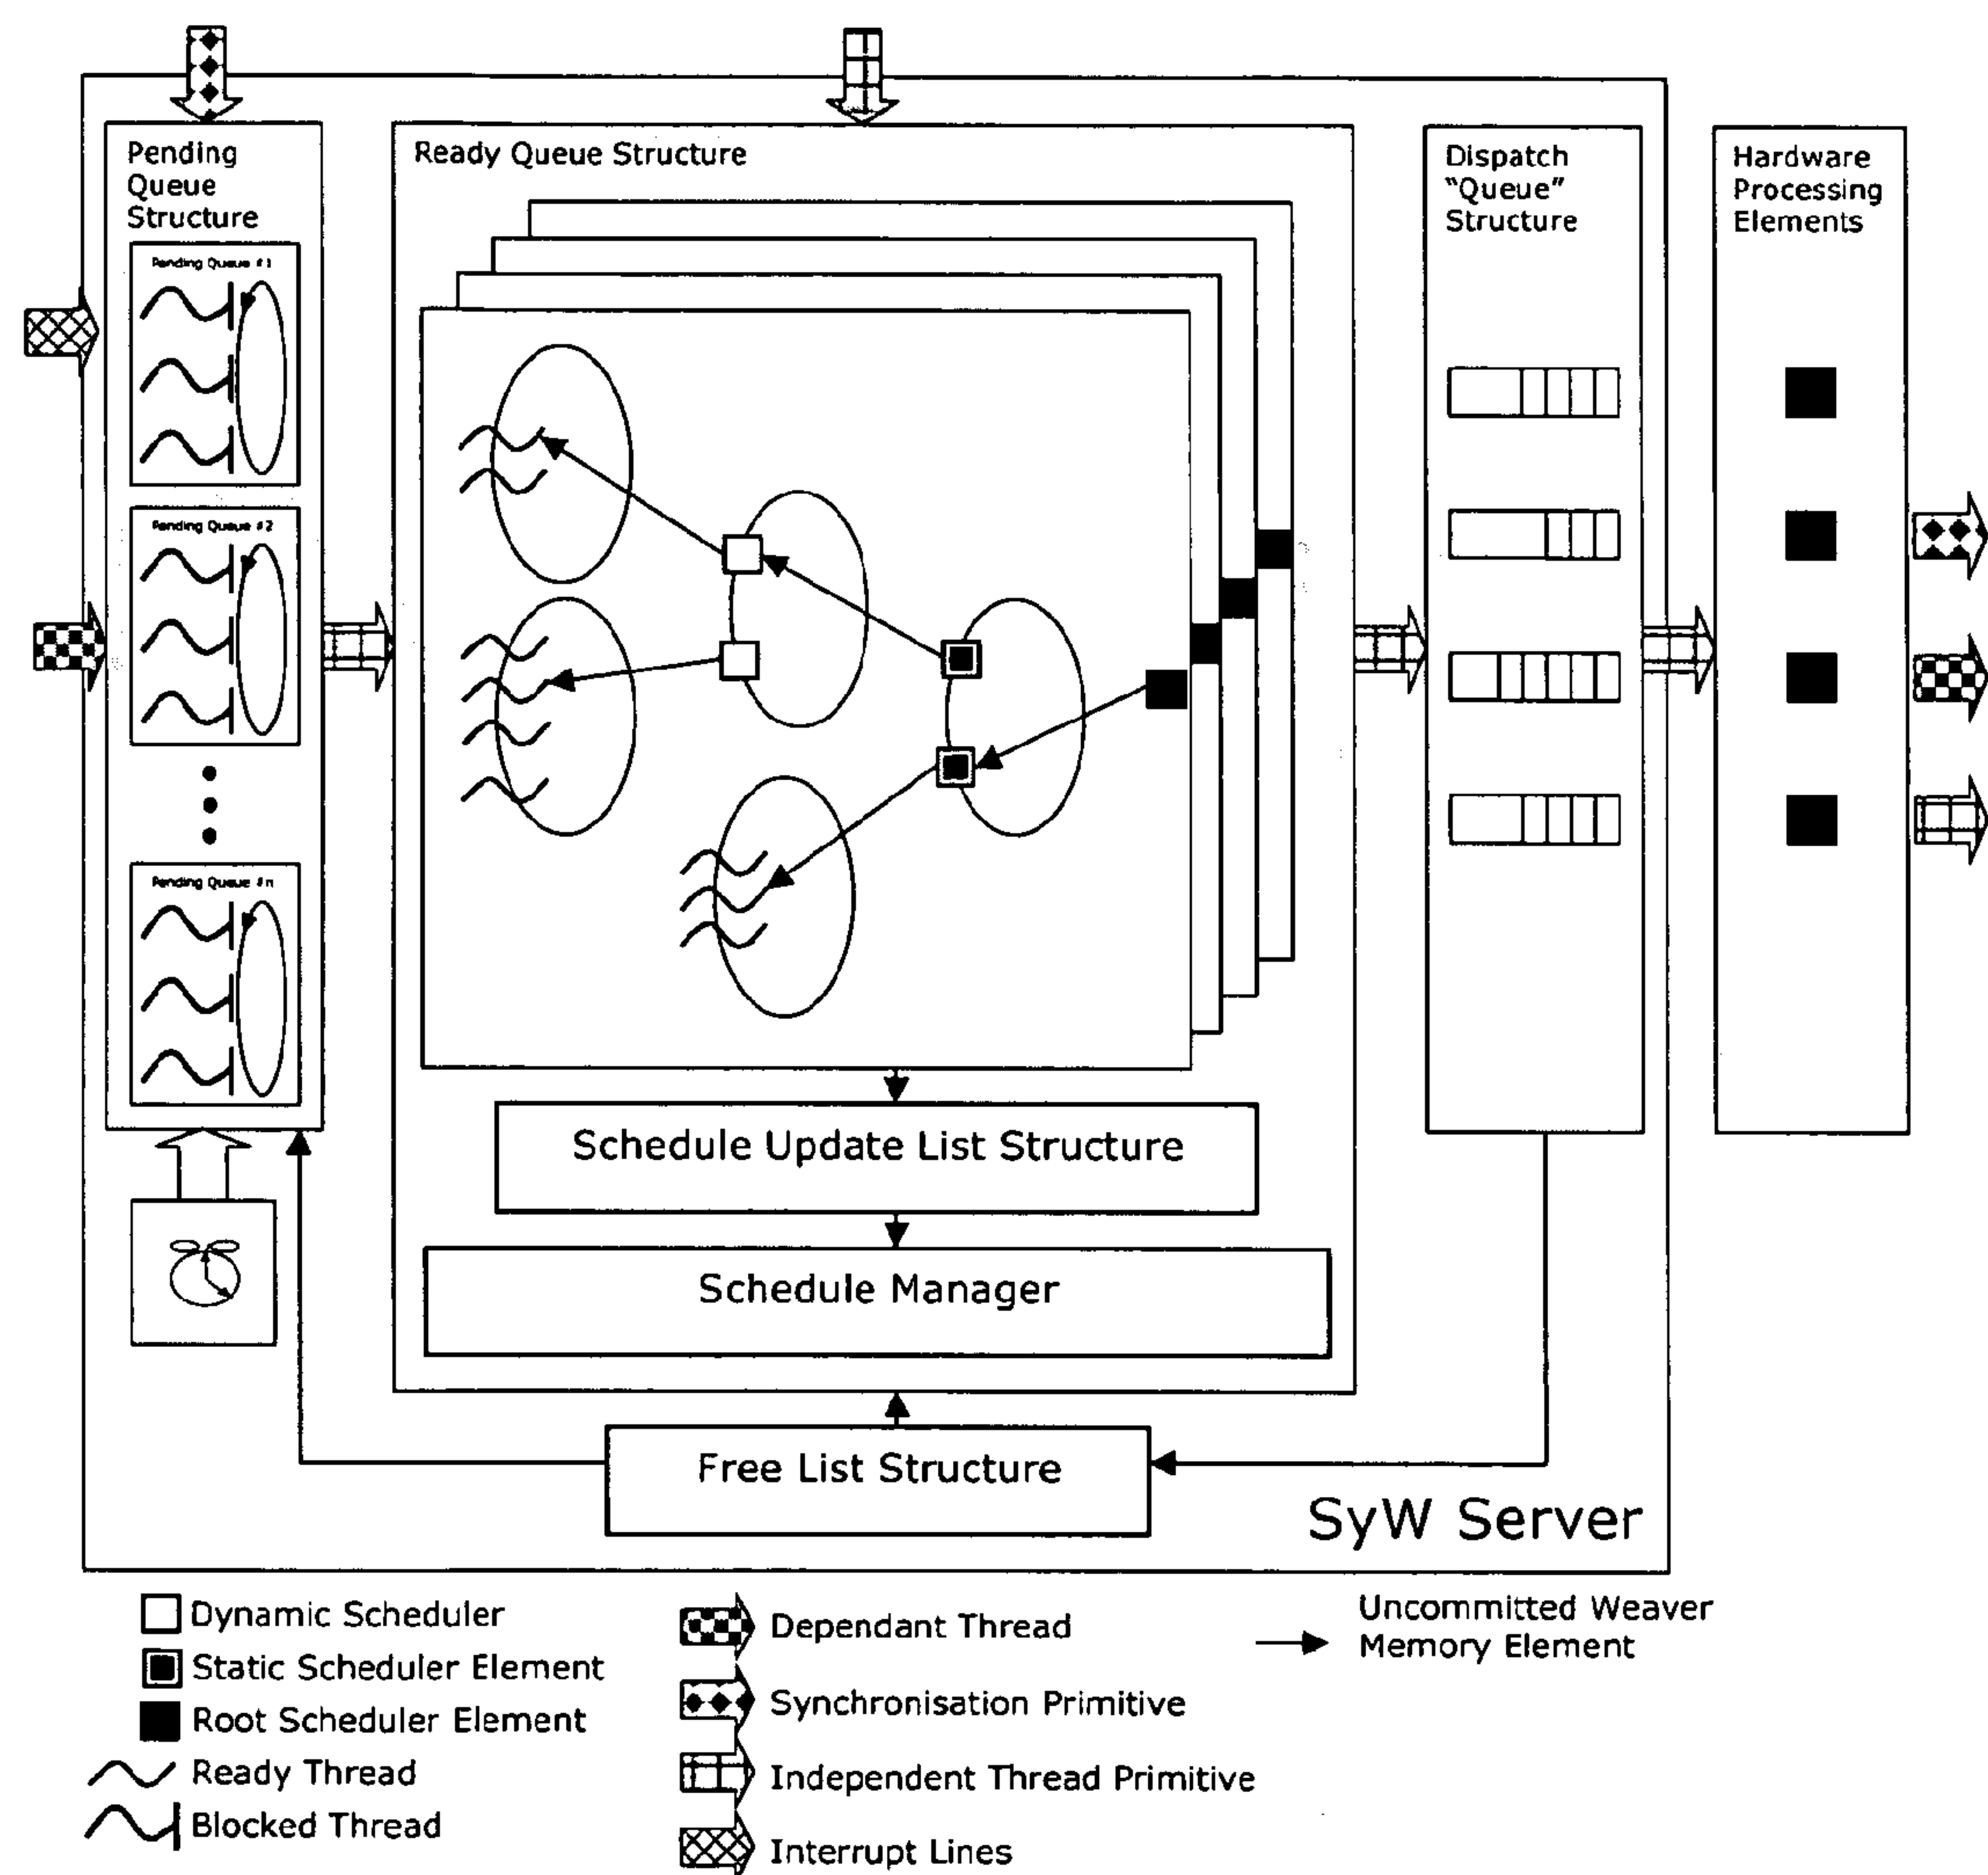 Pending
Queue
Structure
Pending Queue #1
Pending Queue #2
Pending Queue #n
Ready Queue Structure
Schedule Update List Structure
Schedule Manager
Free List Structure
Dispatch
"Queue"
Structure
Hardware
Processing
Elements
SyW Server
Dynamic Scheduler
Static Scheduler Element
Root Scheduler Element
Ready Thread
Blocked Thread
Dependant Thread
Synchronisation Primitive
Independent Thread Primitive
Interrupt Lines
Uncommitted Weaver
Memory Element